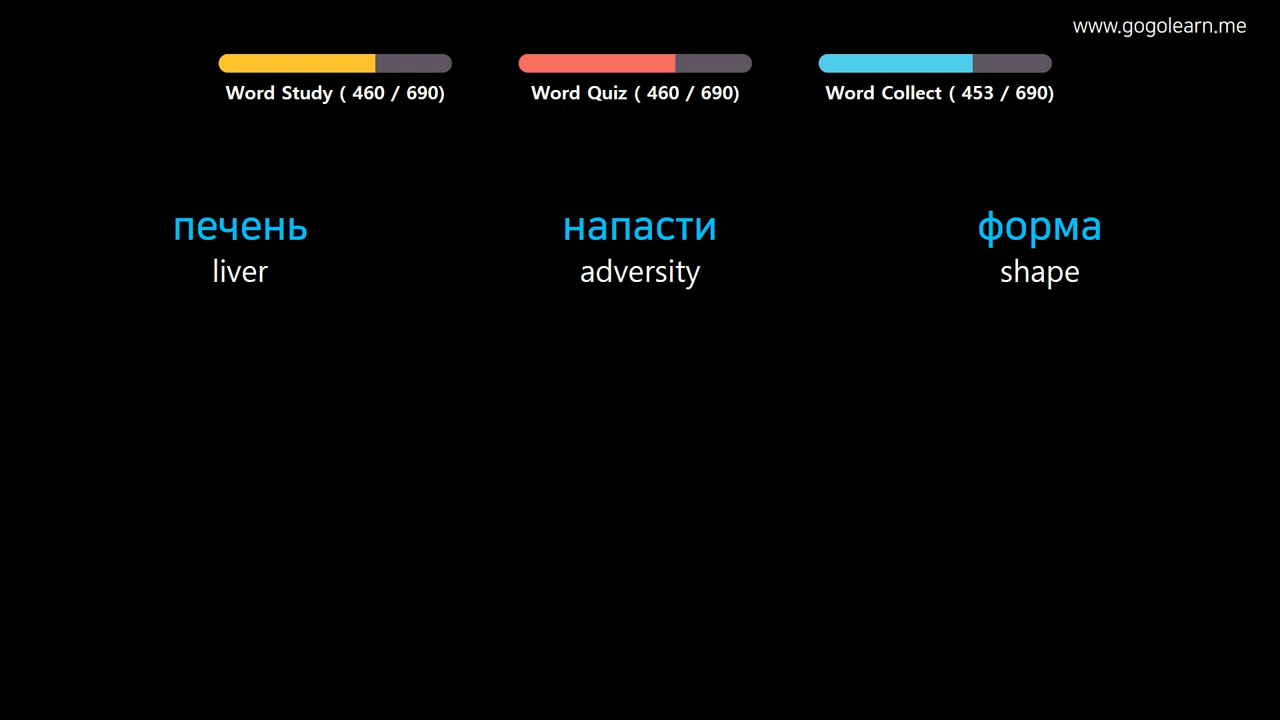 www.gogolearn.me
Word Study ( 460 / 690)
Word Quiz ( 460 / 690)
Word Collect ( 453 / 690)
печень
напасти
форма
liver
adversity
shape